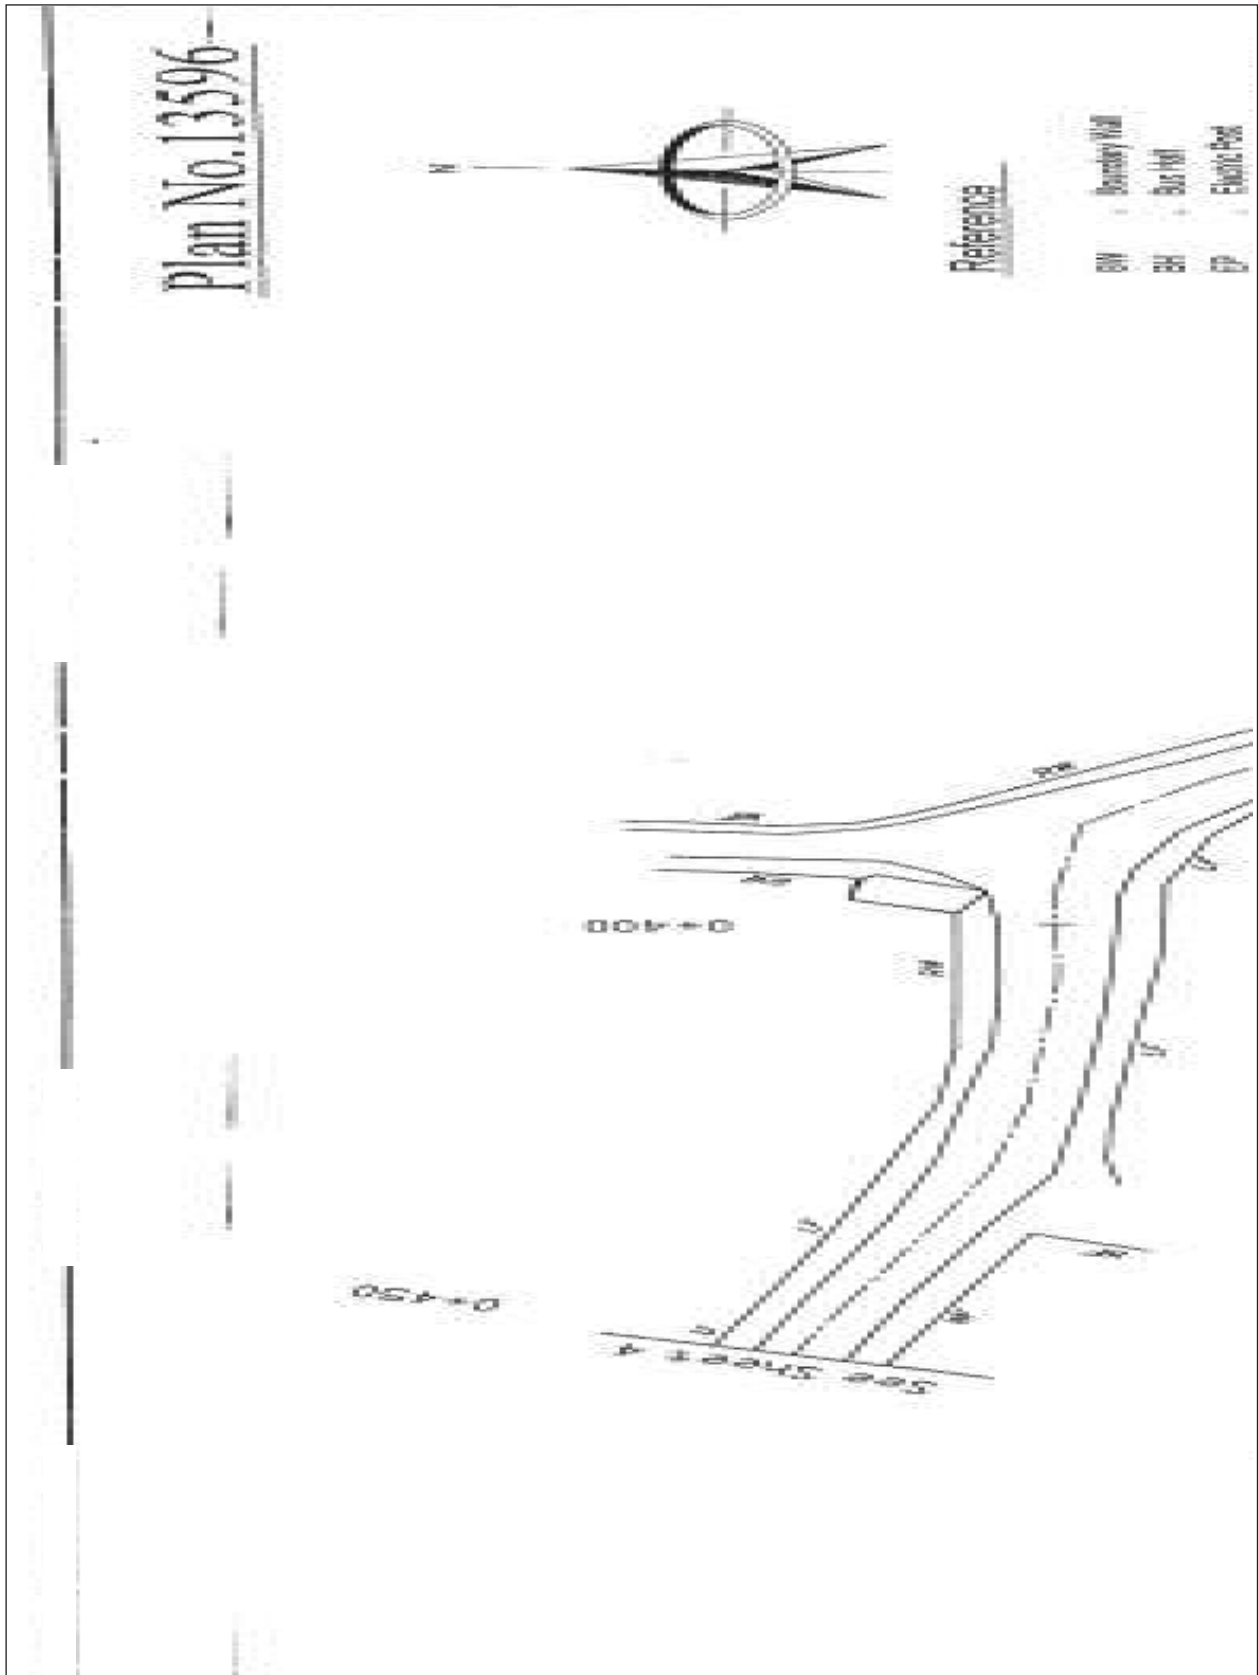 Plan No.13596
N
Reference
BW : Boundary Wall
BH : Bus Halt
EP : Electric Post
0+400
0+450
See Sheet 4